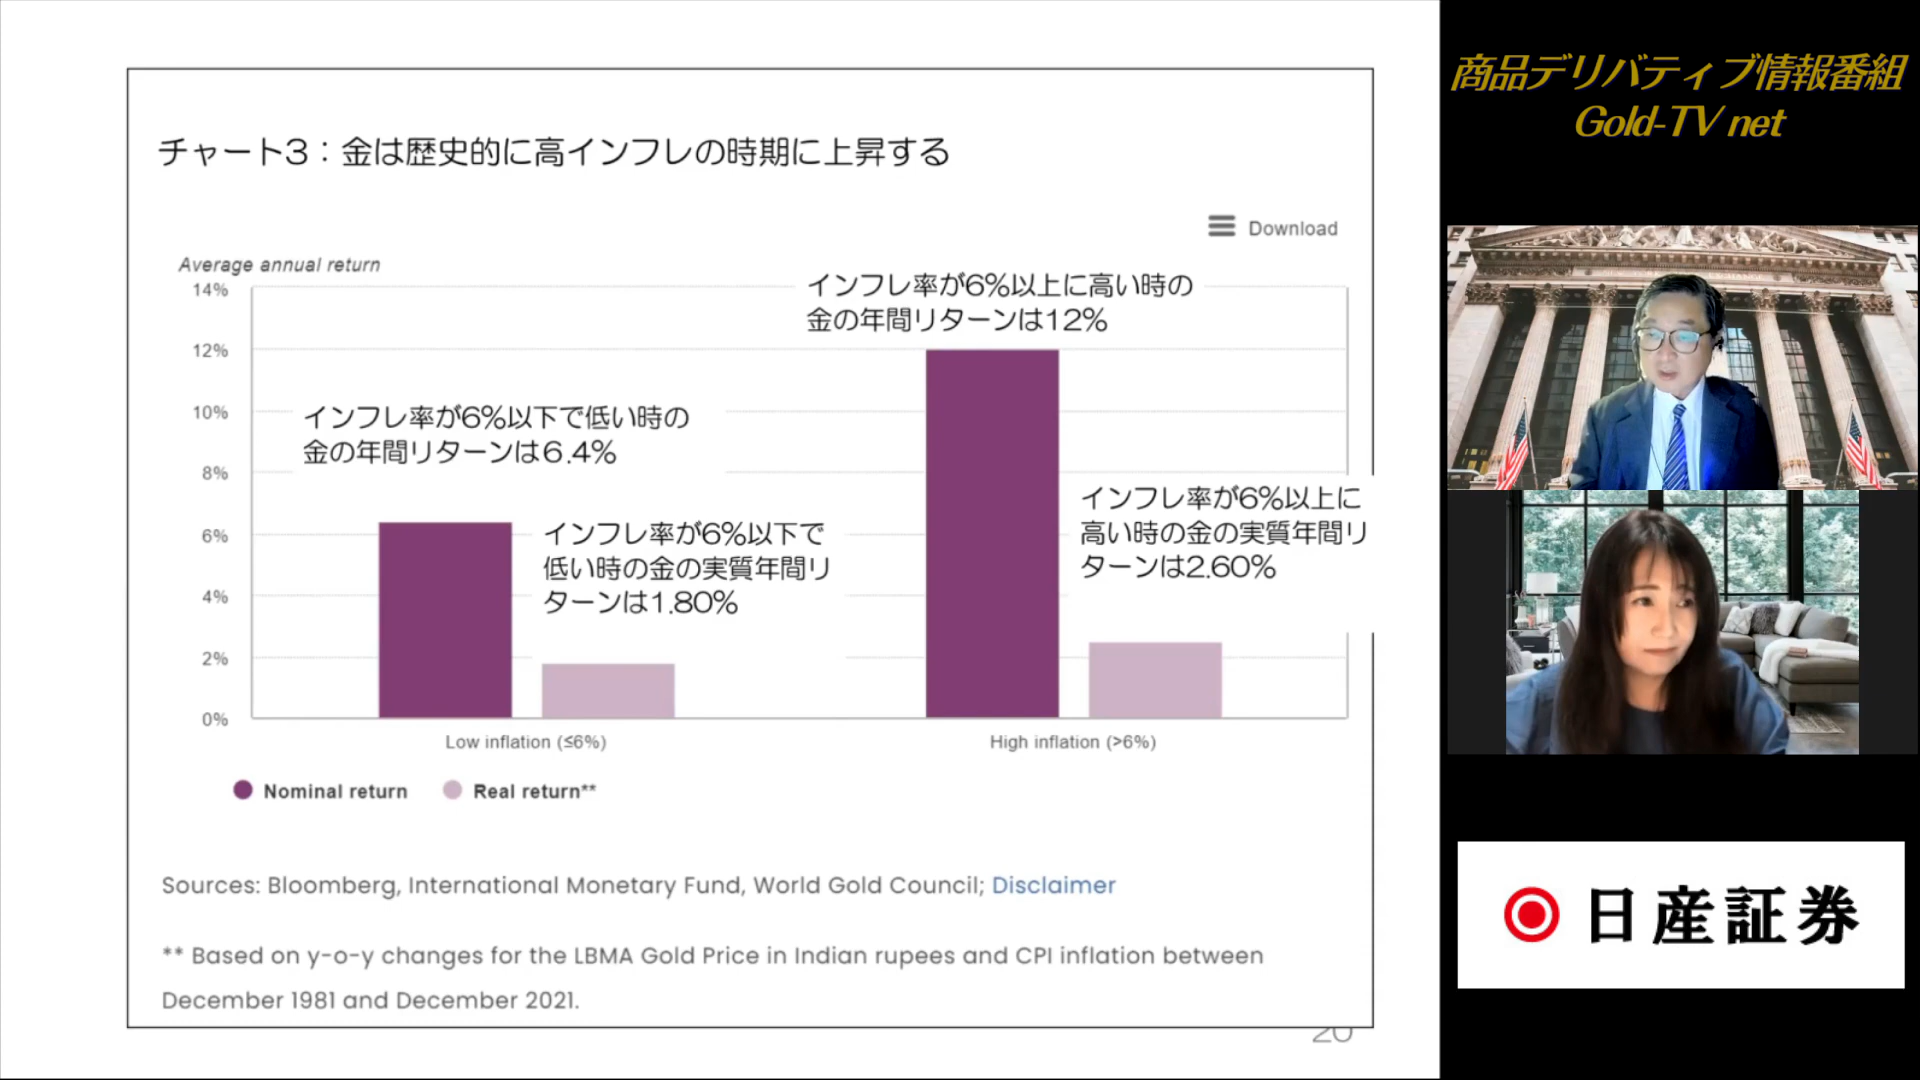 チャート3：金は歴史的に高インフレの時期に上昇する
Download
Average annual return
14%
12%
10%
8%
6%
4%
2%
0%
インフレ率が6%以下で低い時の
金の年間リターンは6.4%
インフレ率が6%以下で
低い時の金の実質年間リ
ターンは1.80%
インフレ率が6%以上に高い時の
金の年間リターンは12%
インフレ率が6%以上に
高い時の金の実質年間リ
ターンは2.60%
Low inflation (≤6%)
High inflation (>6%)
Nominal return
Real return**
Sources: Bloomberg, International Monetary Fund, World Gold Council; Disclaimer
** Based on y-o-y changes for the LBMA Gold Price in Indian rupees and CPI inflation between
December 1981 and December 2021.
20
商品デリバティブ情報番組
Gold-TV net
日産証券